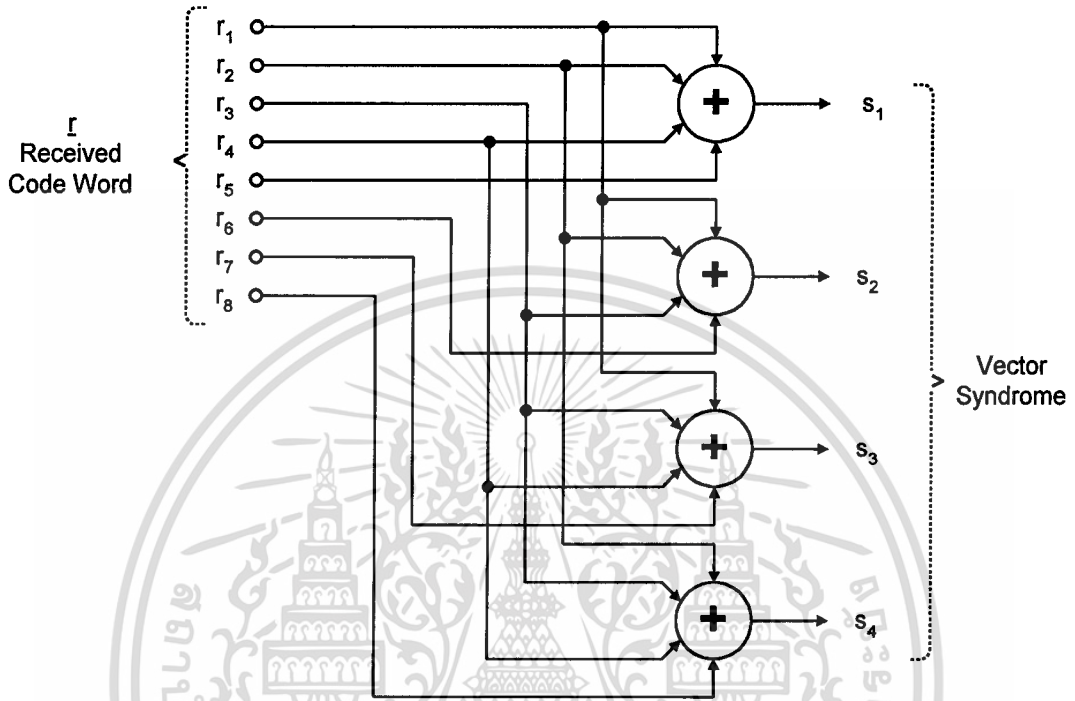 r₁
r₂
r₃
r₄
r₅
r₆
r₇
r₈
r
Received
Code Word
+
s₁
+
s₂
+
s₃
+
s₄
Vector
Syndrome